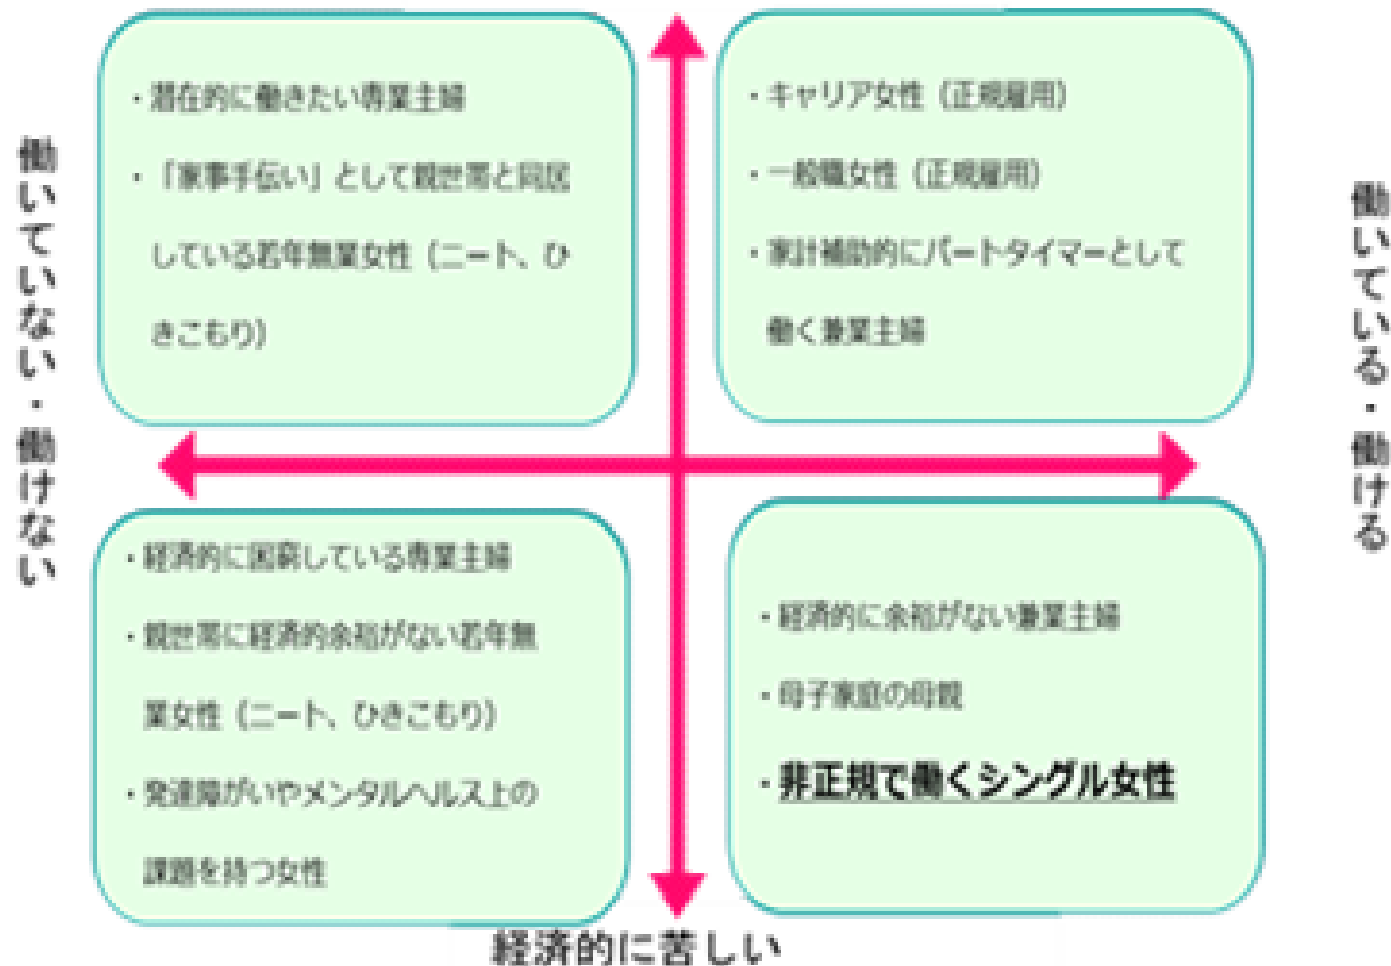 ・潜在的に働きたい専業主婦
・「家事手伝い」として親世帯と同居
している若年無業女性（ニート、ひ
きこもり）
・キャリア女性（正規雇用）
・一般職女性（正規雇用）
・家計補助的にパートタイマーとして
働く兼業主婦
働いていない・働けない
働いている・働ける
・経済的に困窮している専業主婦
・親世帯に経済的余裕がない若年無
業女性（ニート、ひきこもり）
・発達障がいやメンタルヘルス上の
課題を持つ女性
・経済的に余裕がない兼業主婦
・母子家庭の母親
・非正規で働くシングル女性
経済的に苦しい